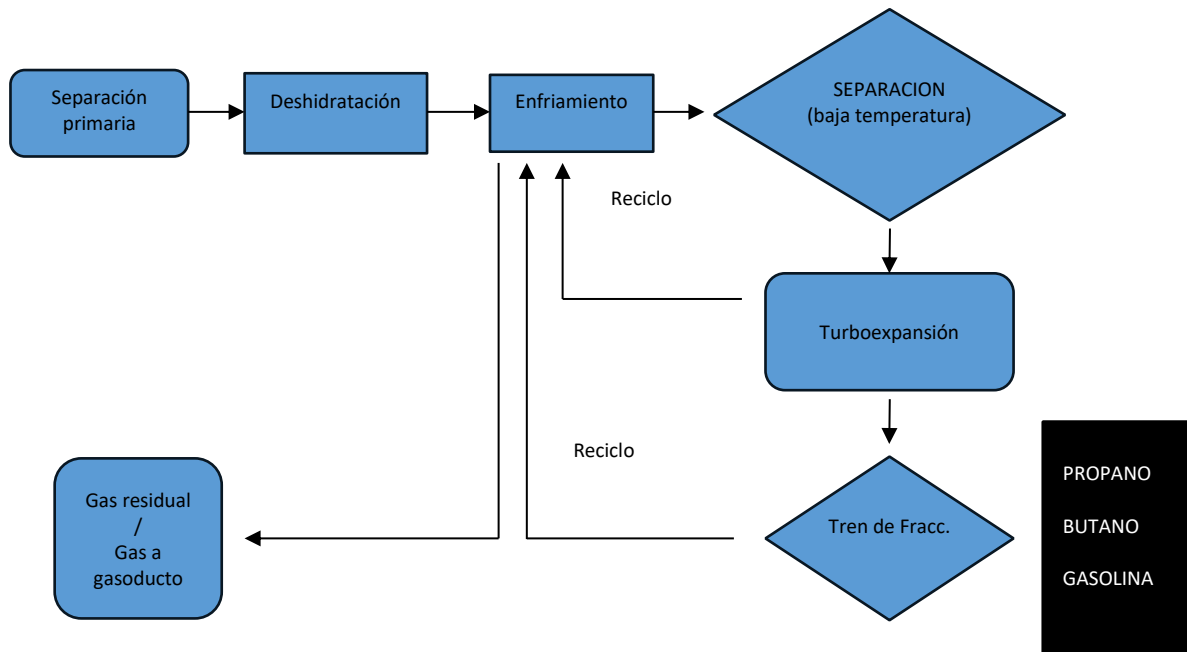 Separación
primaria
Deshidratación
Enfriamiento
SEPARACION
(baja temperatura)
Reciclo
Turboexpansión
Reciclo
Gas residual
/
Gas a
gasoducto
Tren de Fracc.
PROPANO
BUTANO
GASOLINA